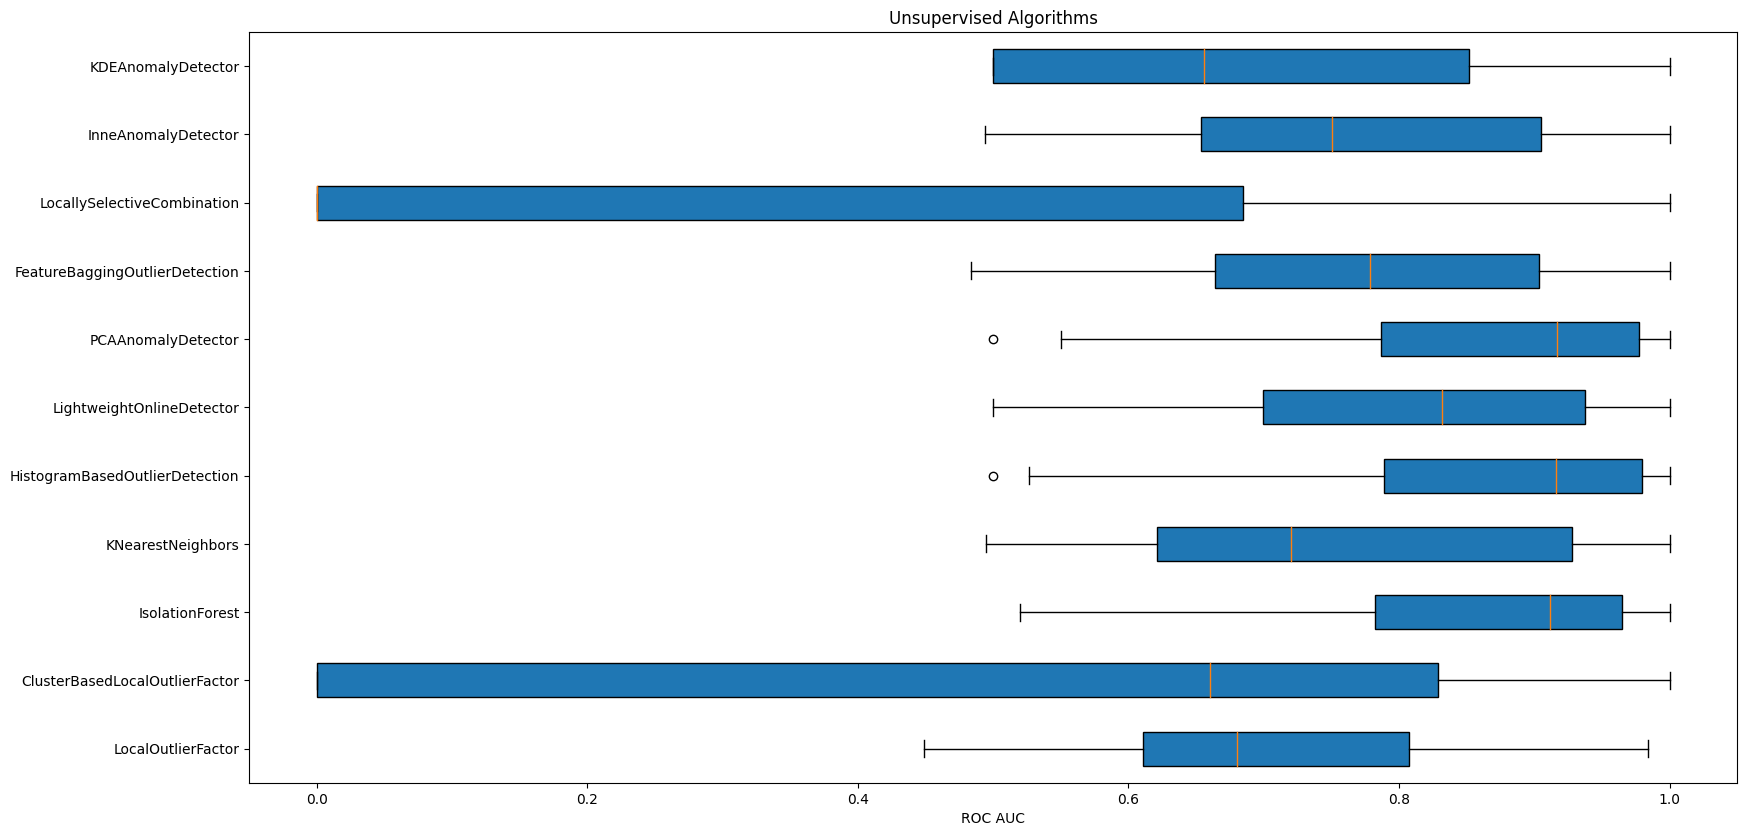 Unsupervised Algorithms
KDEAnomalyDetector
InneAnomalyDetector
LocallySelectiveCombination
FeatureBaggingOutlierDetection
PCAAnomalyDetector
LightweightOnlineDetector
HistogramBasedOutlierDetection
KNearestNeighbors
IsolationForest
ClusterBasedLocalOutlierFactor
LocalOutlierFactor
0.0 0.2 0.4 0.6 0.8 1.0
ROC AUC